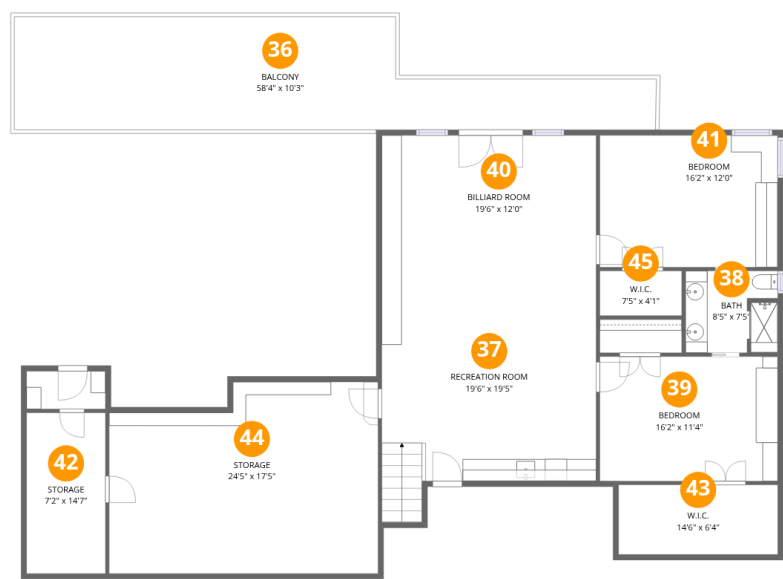 36
BALCONY
58'4" x 10'3"
41
BEDROOM
16'2" x 12'0"
40
BILLIARD ROOM
19'6" x 12'0"
45
W.I.C.
7'5" x 4'1"
38
BATH
8'5" x 7'5"
37
RECREATION ROOM
19'6" x 19'5"
39
BEDROOM
16'2" x 11'4"
44
STORAGE
24'5" x 17'5"
42
STORAGE
7'2" x 14'7"
43
W.I.C.
14'6" x 6'4"